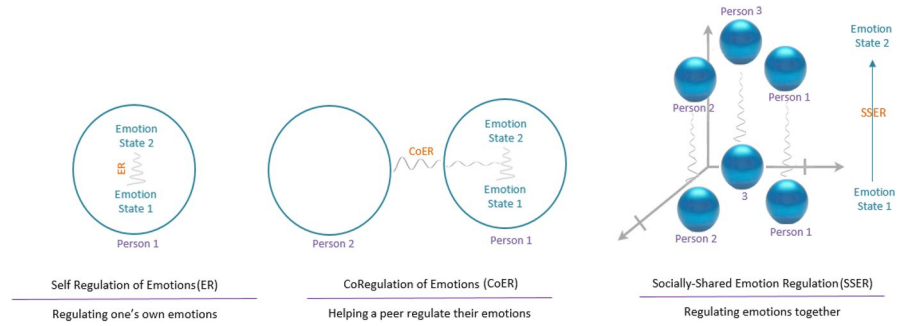 Emotion
State 2
ER
Emotion
State 1
Person 1
Self Regulation of Emotions(ER)
Regulating one's own emotions
CoER
Emotion
State 2
Emotion
State 1
Person 2
Person 1
CoRegulation of Emotions (CoER)
Helping a peer regulate their emotions
Person 3
Person 2
Person 1
3
Person 2
Person 1
Emotion
State 2
SSER
Emotion
State 1
Socially-Shared Emotion Regulation(SSER)
Regulating emotions together